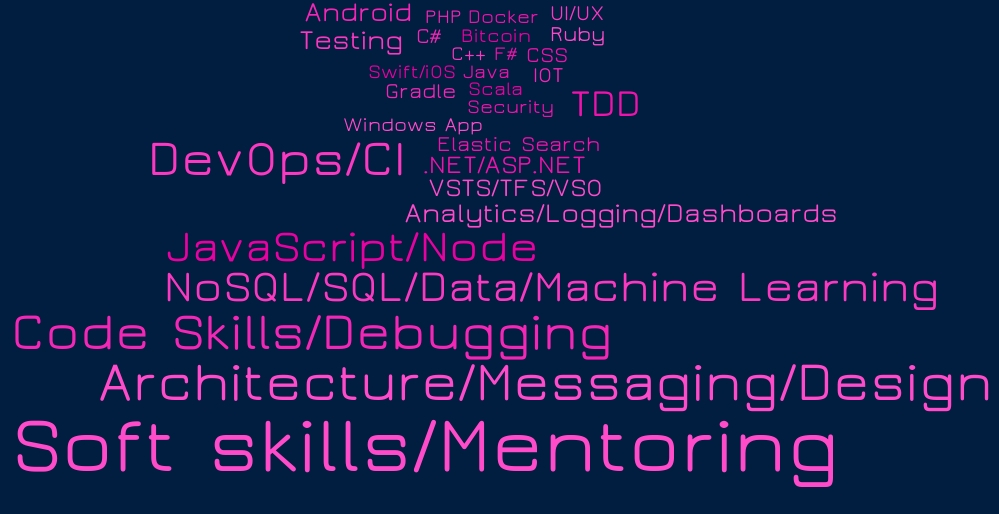 Android PHP Docker UI/UX
Testing C# Bitcoin Ruby
C++ F# CSS
Swift/iOS Java IOT
Gradle Scala
Security TDD
Windows App
Elastic Search
DevOps/CI .NET/ASP.NET
VSTS/TFS/VSO
Analytics/Logging/Dashboards
JavaScript/Node
NoSQL/SQL/Data/Machine Learning
Code Skills/Debugging
Architecture/Messaging/Design
Soft skills/Mentoring